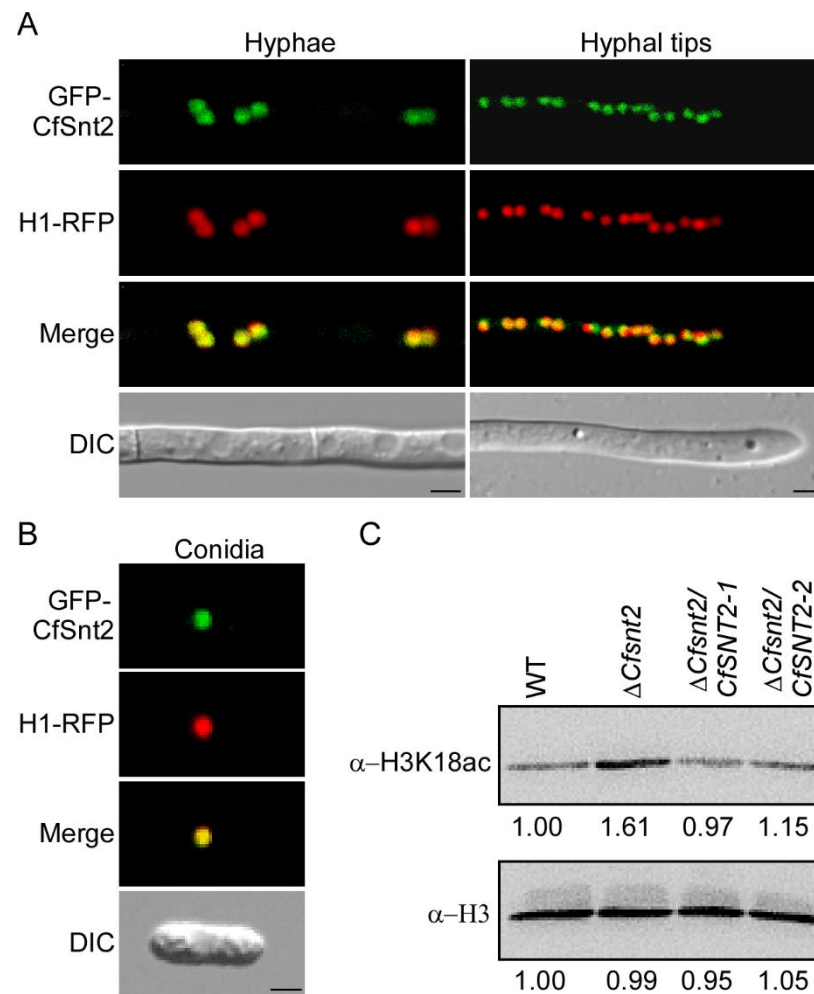 A
Hyphae
Hyphal tips
GFP-
CfSnt2
H1-RFP
Merge
DIC
B
Conidia
GFP-
CfSnt2
H1-RFP
Merge
DIC
C
WT
ΔCfsnt2
ΔCfsnt2/
CfSNT2-1
ΔCfsnt2/
CfSNT2-2
α–H3K18ac
1.00 1.61 0.97 1.15
α–H3
1.00 0.99 0.95 1.05